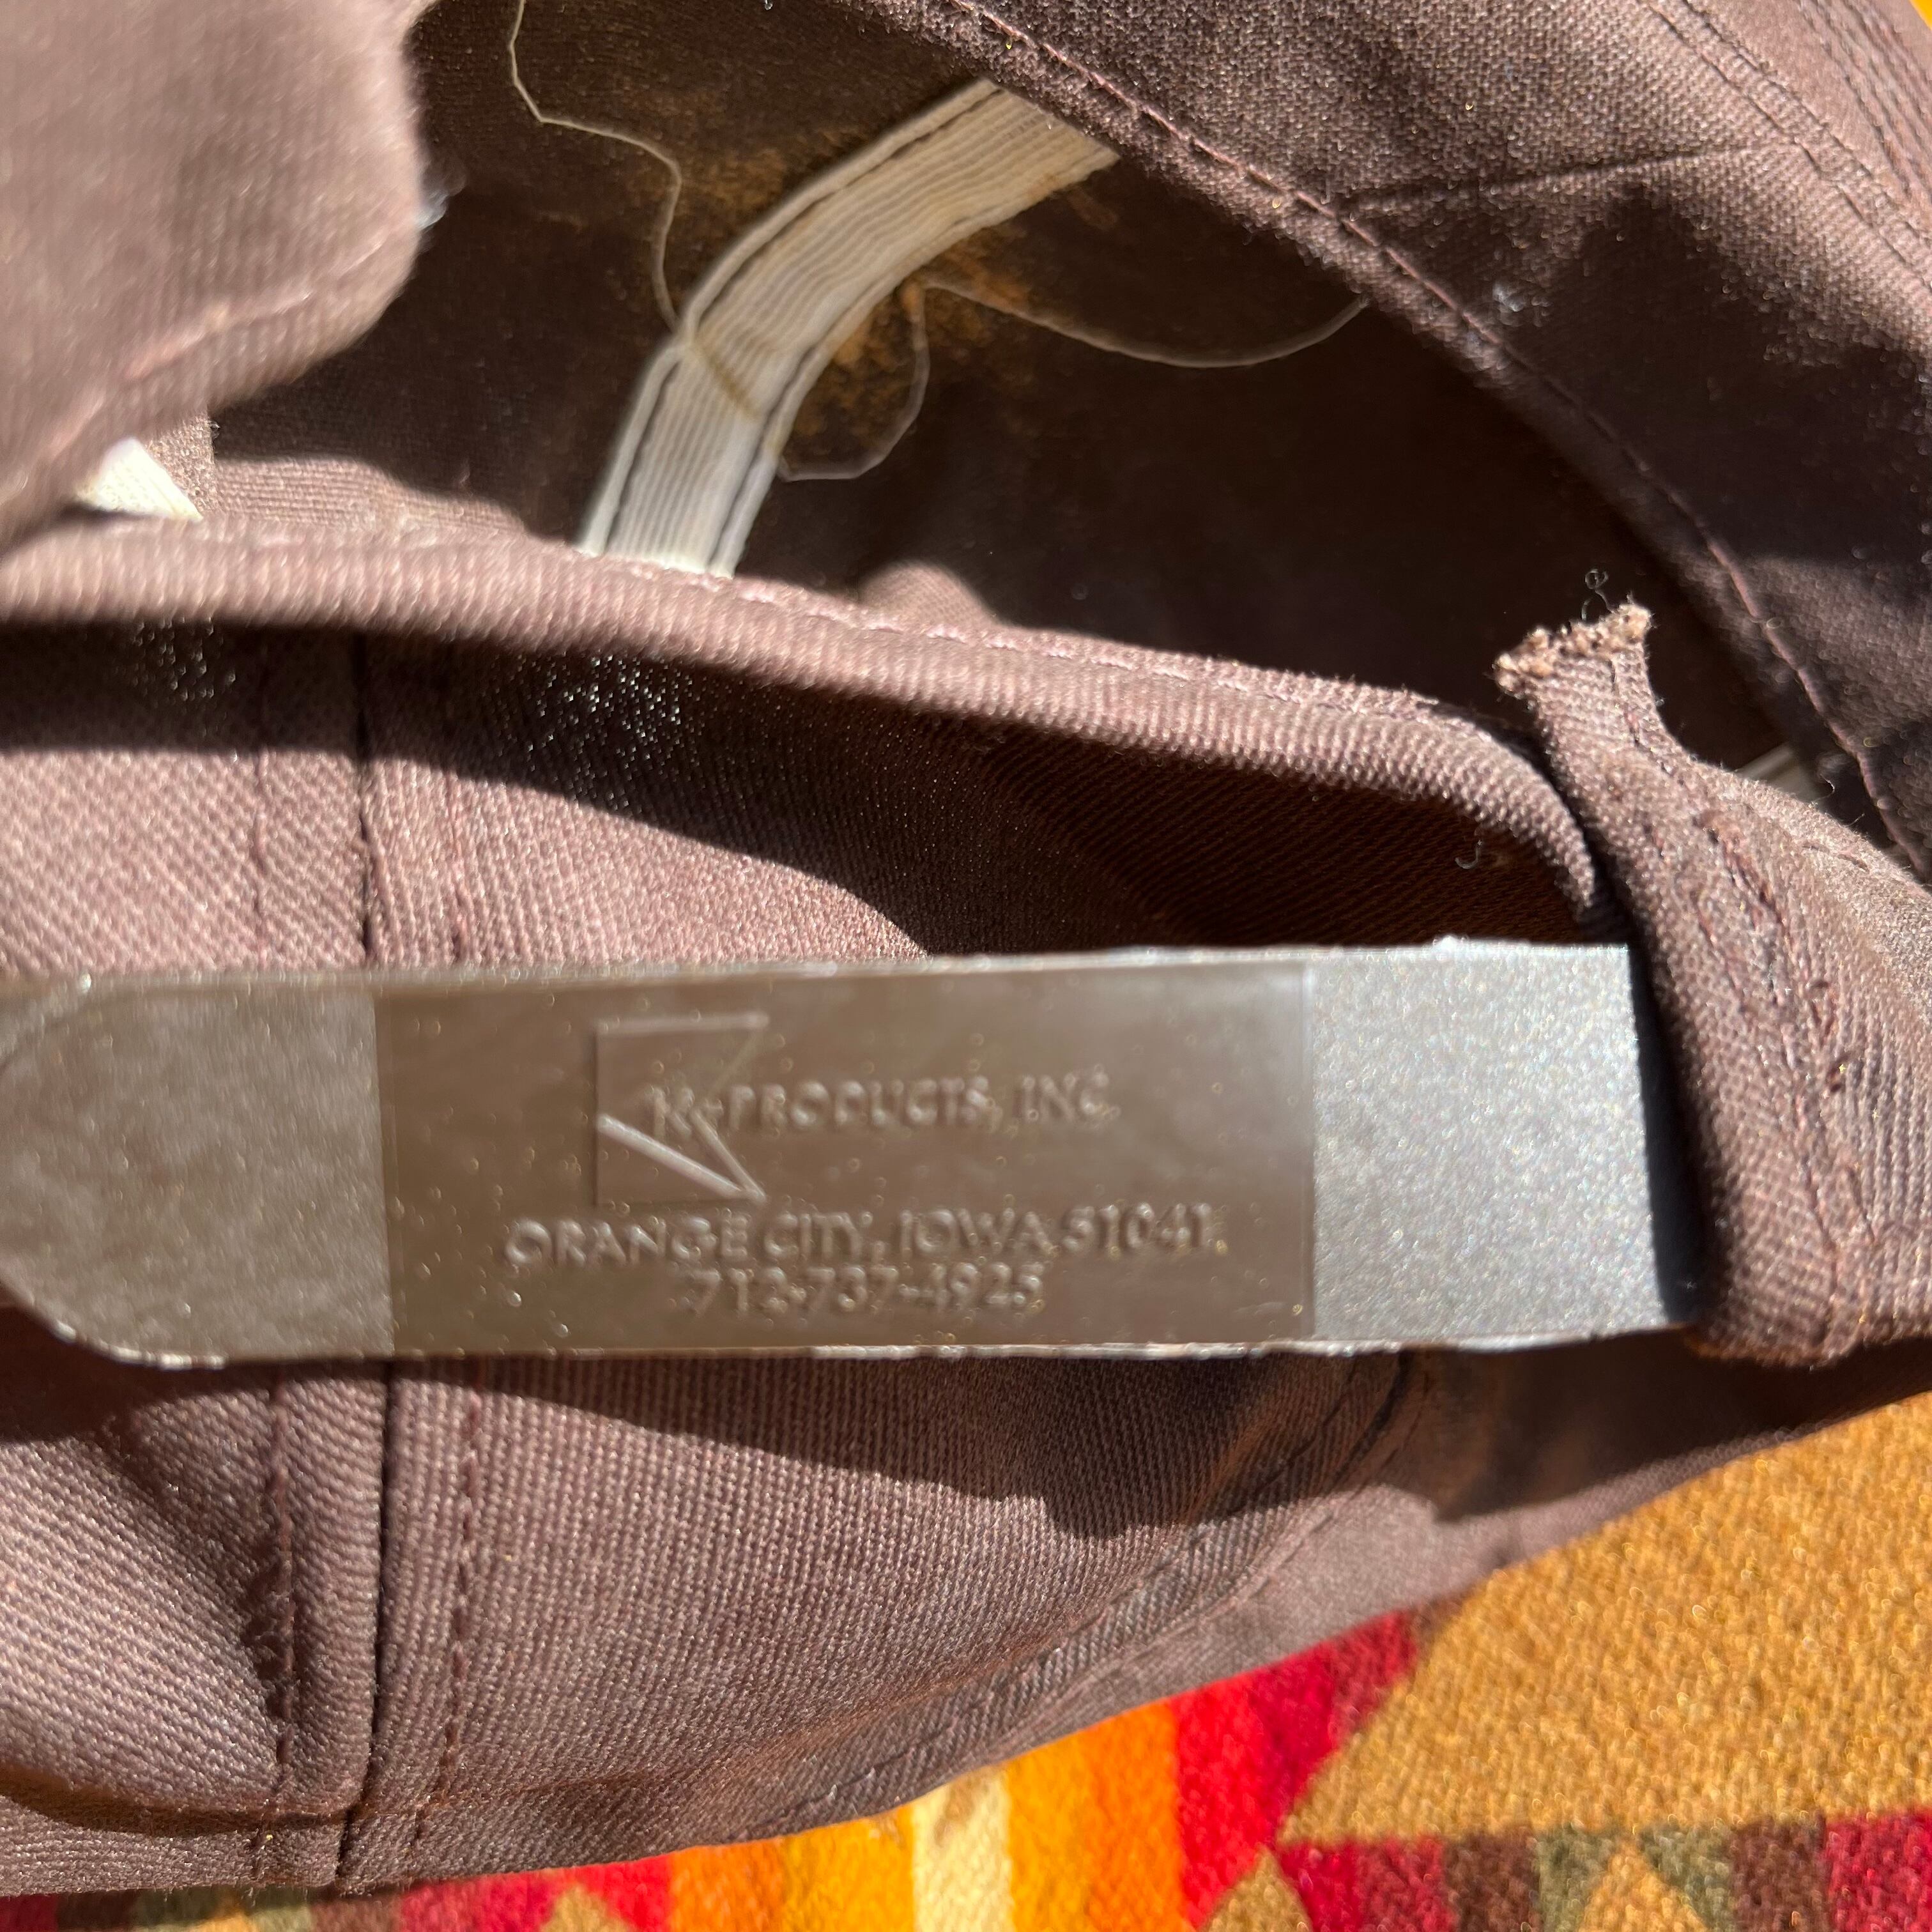 K-PRODUCTS, INC.
ORANGE CITY, IOWA 51041
712-737-4925